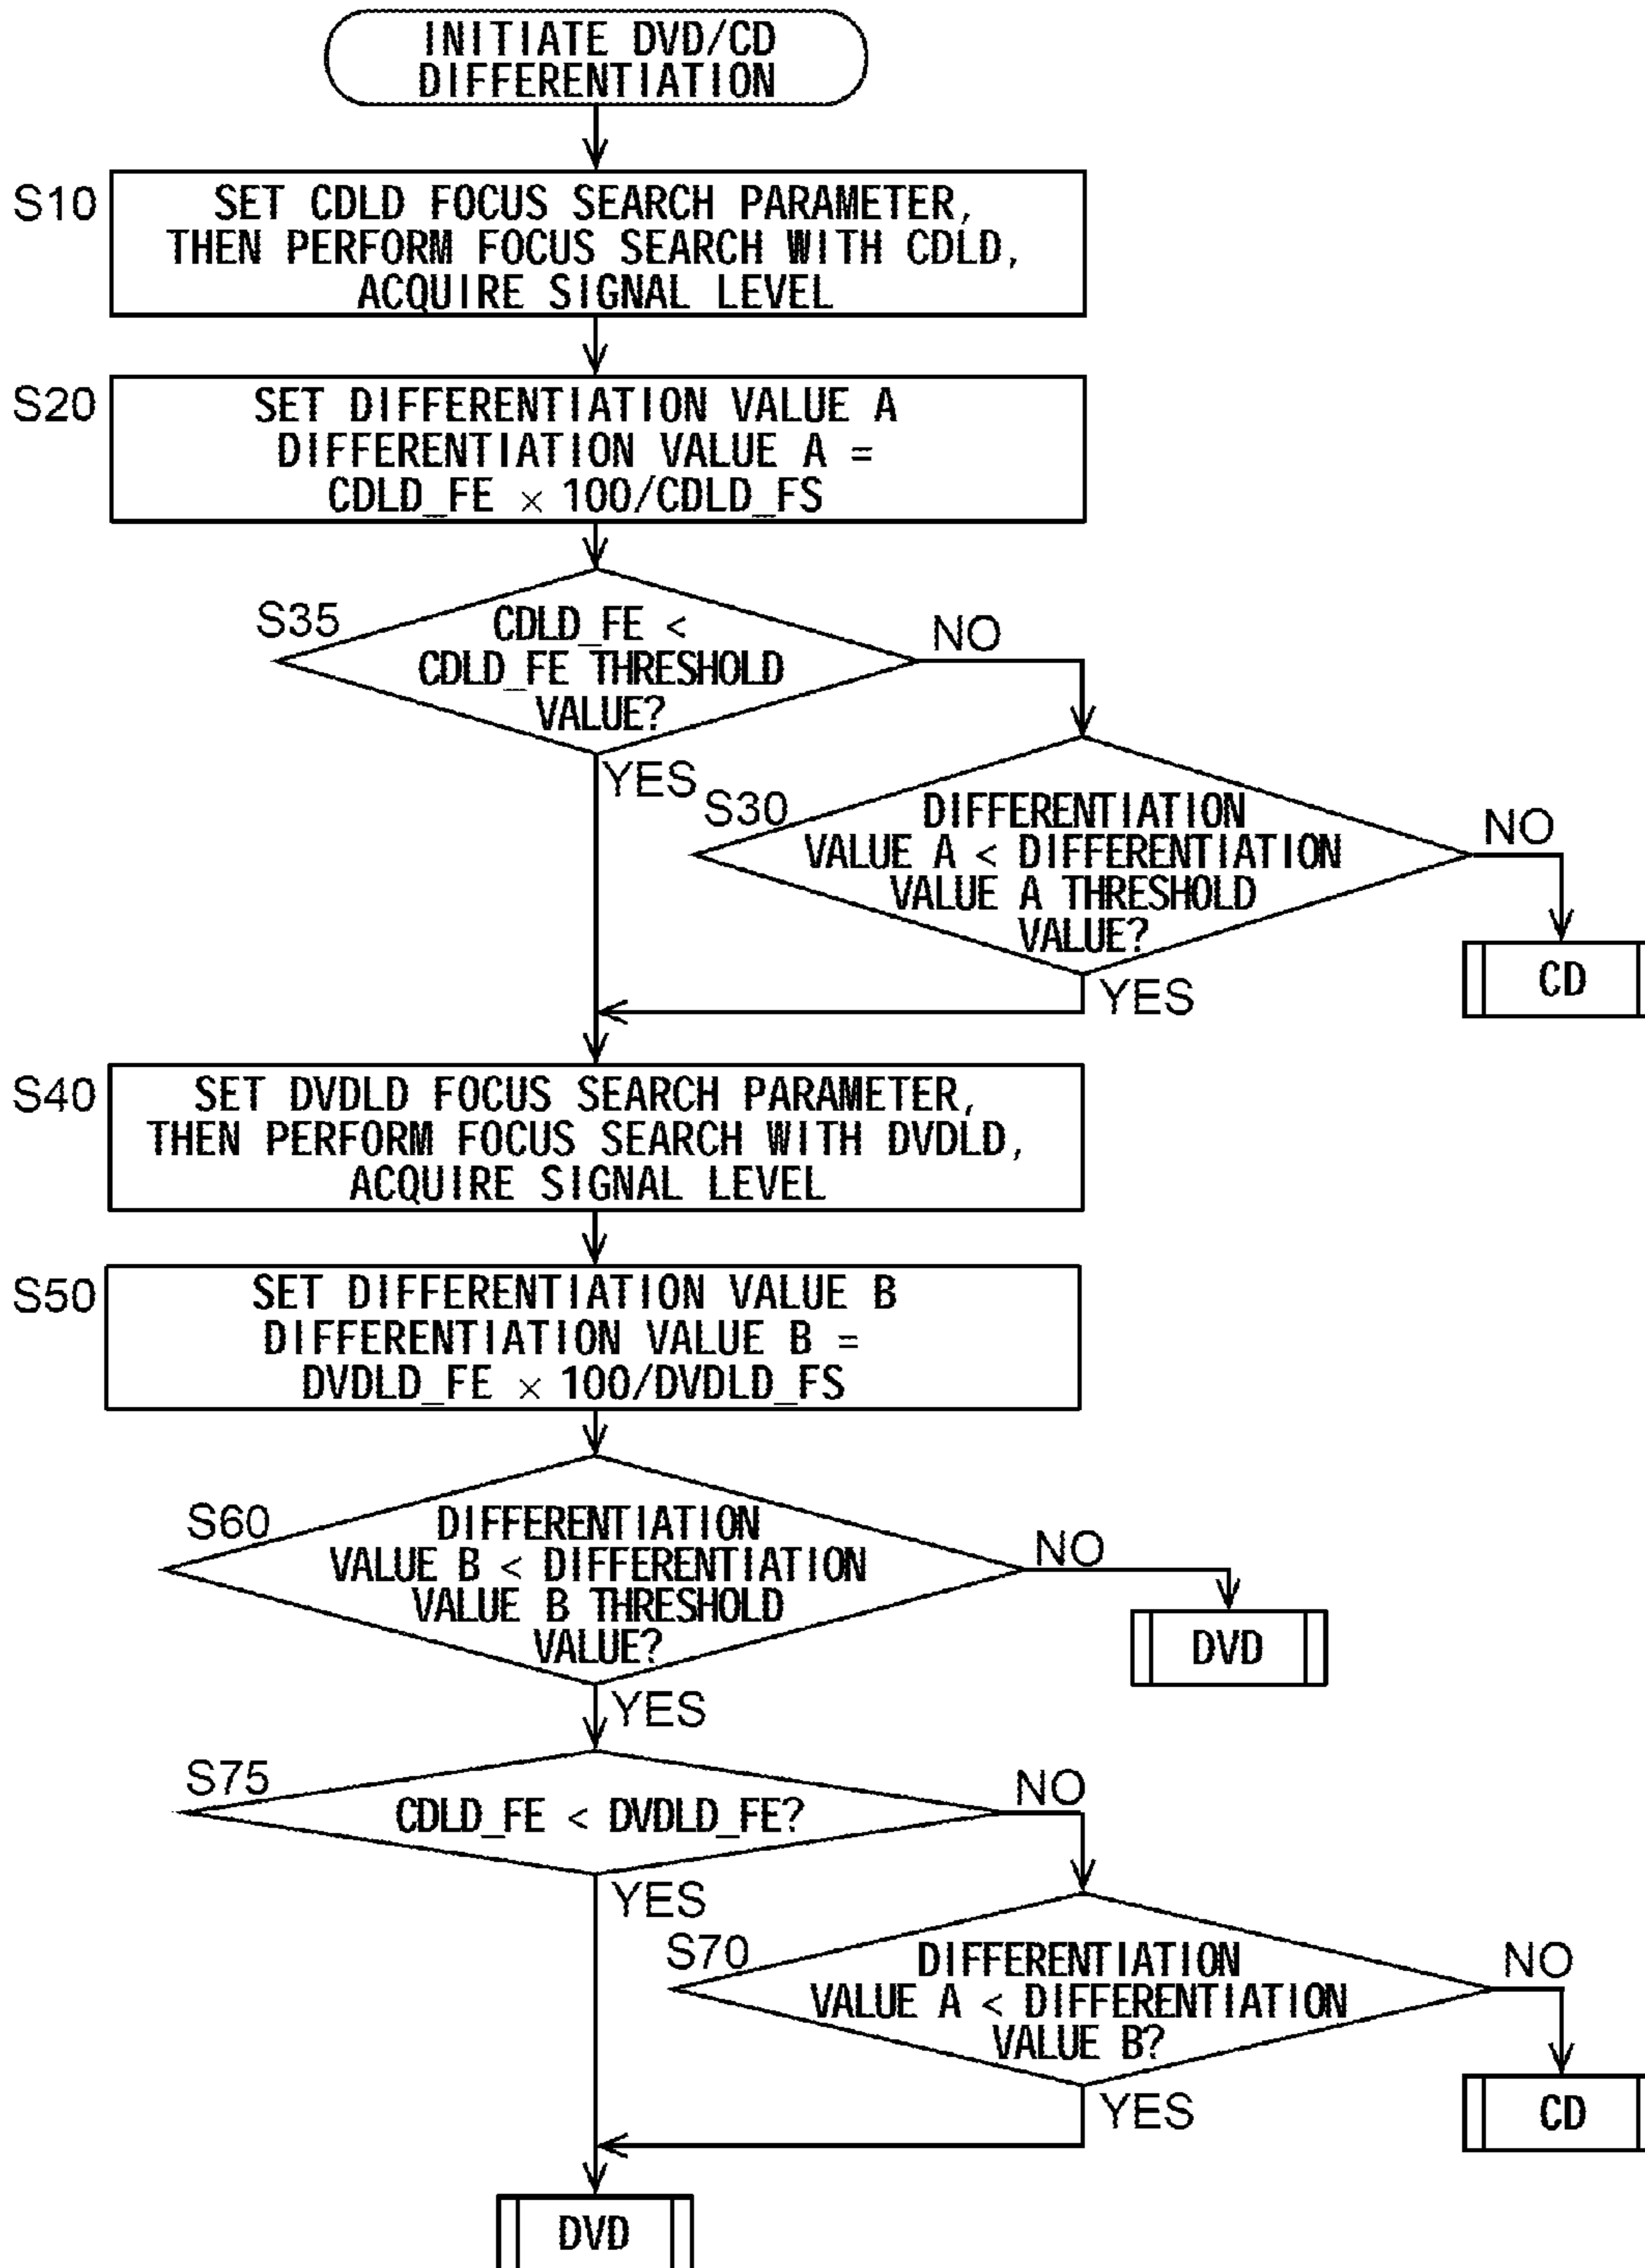 INITIATE DVD/CD
DIFFERENTIATION
S10
SET CDLD FOCUS SEARCH PARAMETER,
THEN PERFORM FOCUS SEARCH WITH CDLD,
ACQUIRE SIGNAL LEVEL
S20
SET DIFFERENTIATION VALUE A
DIFFERENTIATION VALUE A =
CDLD_FE × 100/CDLD_FS
S35
CDLD_FE <
CDLD_FE THRESHOLD
VALUE?
NO
YES
S30
DIFFERENTIATION
VALUE A < DIFFERENTIATION
VALUE A THRESHOLD
VALUE?
NO
CD
YES
S40
SET DVDLD FOCUS SEARCH PARAMETER,
THEN PERFORM FOCUS SEARCH WITH DVDLD,
ACQUIRE SIGNAL LEVEL
S50
SET DIFFERENTIATION VALUE B
DIFFERENTIATION VALUE B =
DVDLD_FE × 100/DVDLD_FS
S60
DIFFERENTIATION
VALUE B < DIFFERENTIATION
VALUE B THRESHOLD
VALUE?
NO
DVD
YES
S75
CDLD_FE < DVDLD_FE?
NO
YES
S70
DIFFERENTIATION
VALUE A < DIFFERENTIATION
VALUE B?
NO
CD
YES
DVD